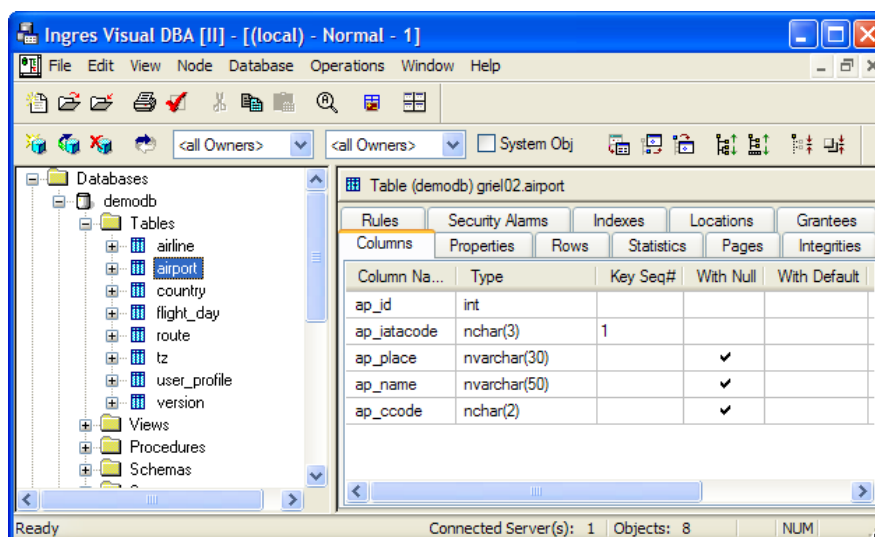 Ingres Visual DBA [II] - [(local) - Normal - 1]
File Edit View Node Database Operations Window Help
<all Owners> <all Owners> System Obj
Databases
demodb
Tables
airline
airport
country
flight_day
route
tz
user_profile
version
Views
Procedures
Schemas
Table (demodb) griel02.airport
Rules Security Alarms Indexes Locations Grantees
Columns Properties Rows Statistics Pages Integrities
Column Na... Type Key Seq# With Null With Default
ap_id int
ap_iatacode nchar(3) 1
ap_place nvarchar(30)
ap_name nvarchar(50)
ap_ccode nchar(2)
Ready Connected Server(s): 1 Objects: 8 NUM